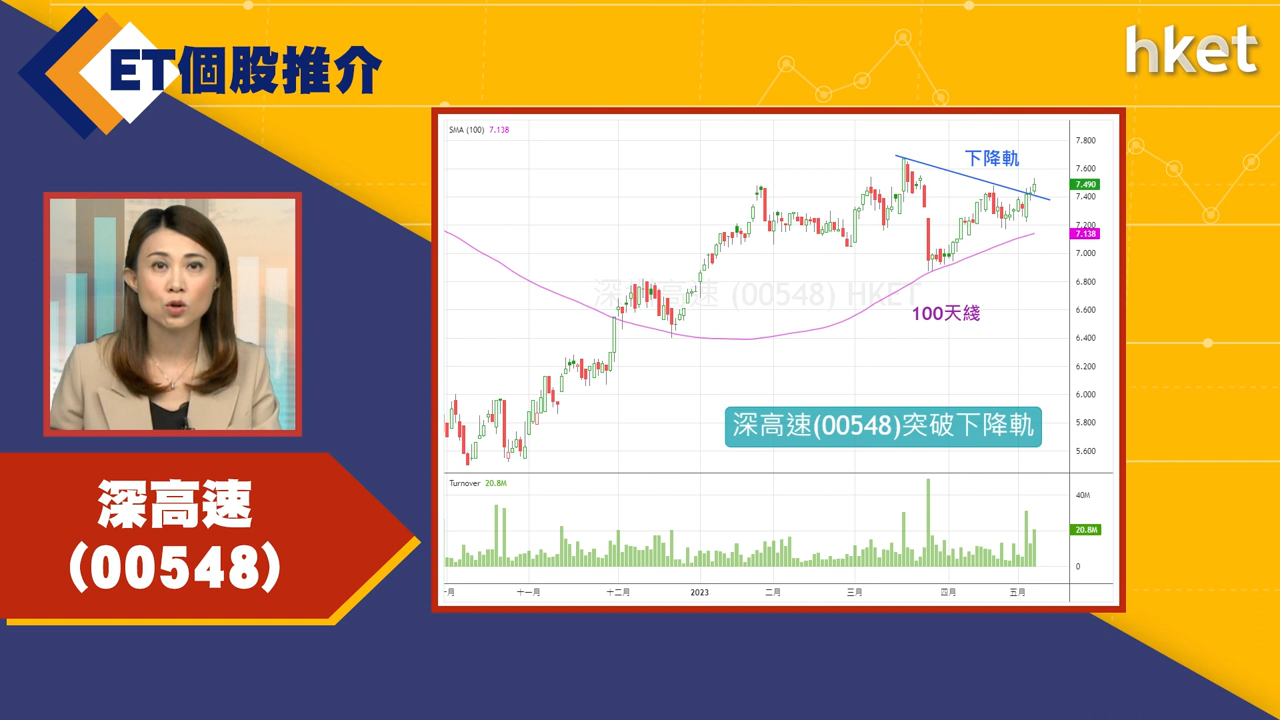 ET個股推介
hket
深高速
(00548)
SMA (100) 7.138
下降軌
100天綫
深高速 (00548) HKET
深高速(00548)突破下降軌
7.800
7.600
7.490
7.400
7.200
7.138
7.000
6.800
6.600
6.400
6.200
6.000
5.800
5.600
Turnover 20.8M
40M
20.8M
0
十一月 十二月 2023 二月 三月 四月 五月